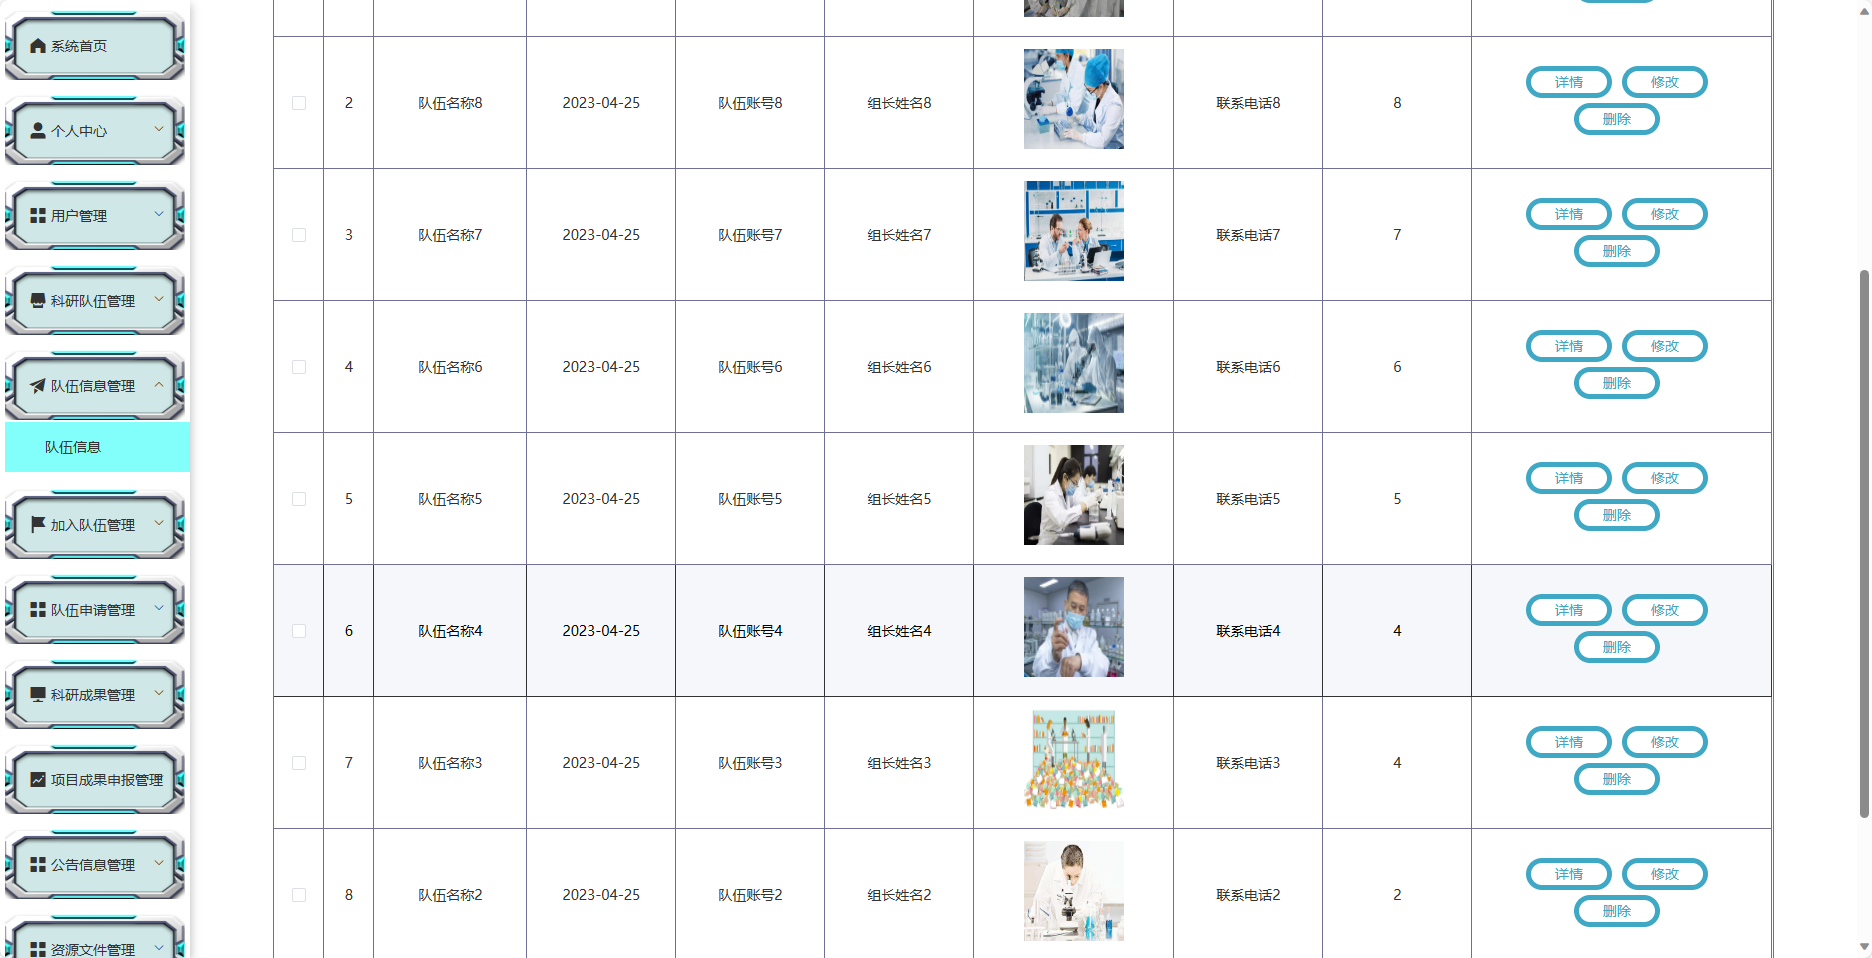 系统首页
个人中心
用户管理
科研队伍管理
队伍信息管理
队伍信息
加入队伍管理
队伍申请管理
科研成果管理
项目成果申报管理
公告信息管理
资源文件管理
2 队伍名称8 2023-04-25 队伍账号8 组长姓名8 联系电话8 8 详情 修改
删除
3 队伍名称7 2023-04-25 队伍账号7 组长姓名7 联系电话7 7 详情 修改
删除
4 队伍名称6 2023-04-25 队伍账号6 组长姓名6 联系电话6 6 详情 修改
删除
5 队伍名称5 2023-04-25 队伍账号5 组长姓名5 联系电话5 5 详情 修改
删除
6 队伍名称4 2023-04-25 队伍账号4 组长姓名4 联系电话4 4 详情 修改
删除
7 队伍名称3 2023-04-25 队伍账号3 组长姓名3 联系电话3 4 详情 修改
删除
8 队伍名称2 2023-04-25 队伍账号2 组长姓名2 联系电话2 2 详情 修改
删除